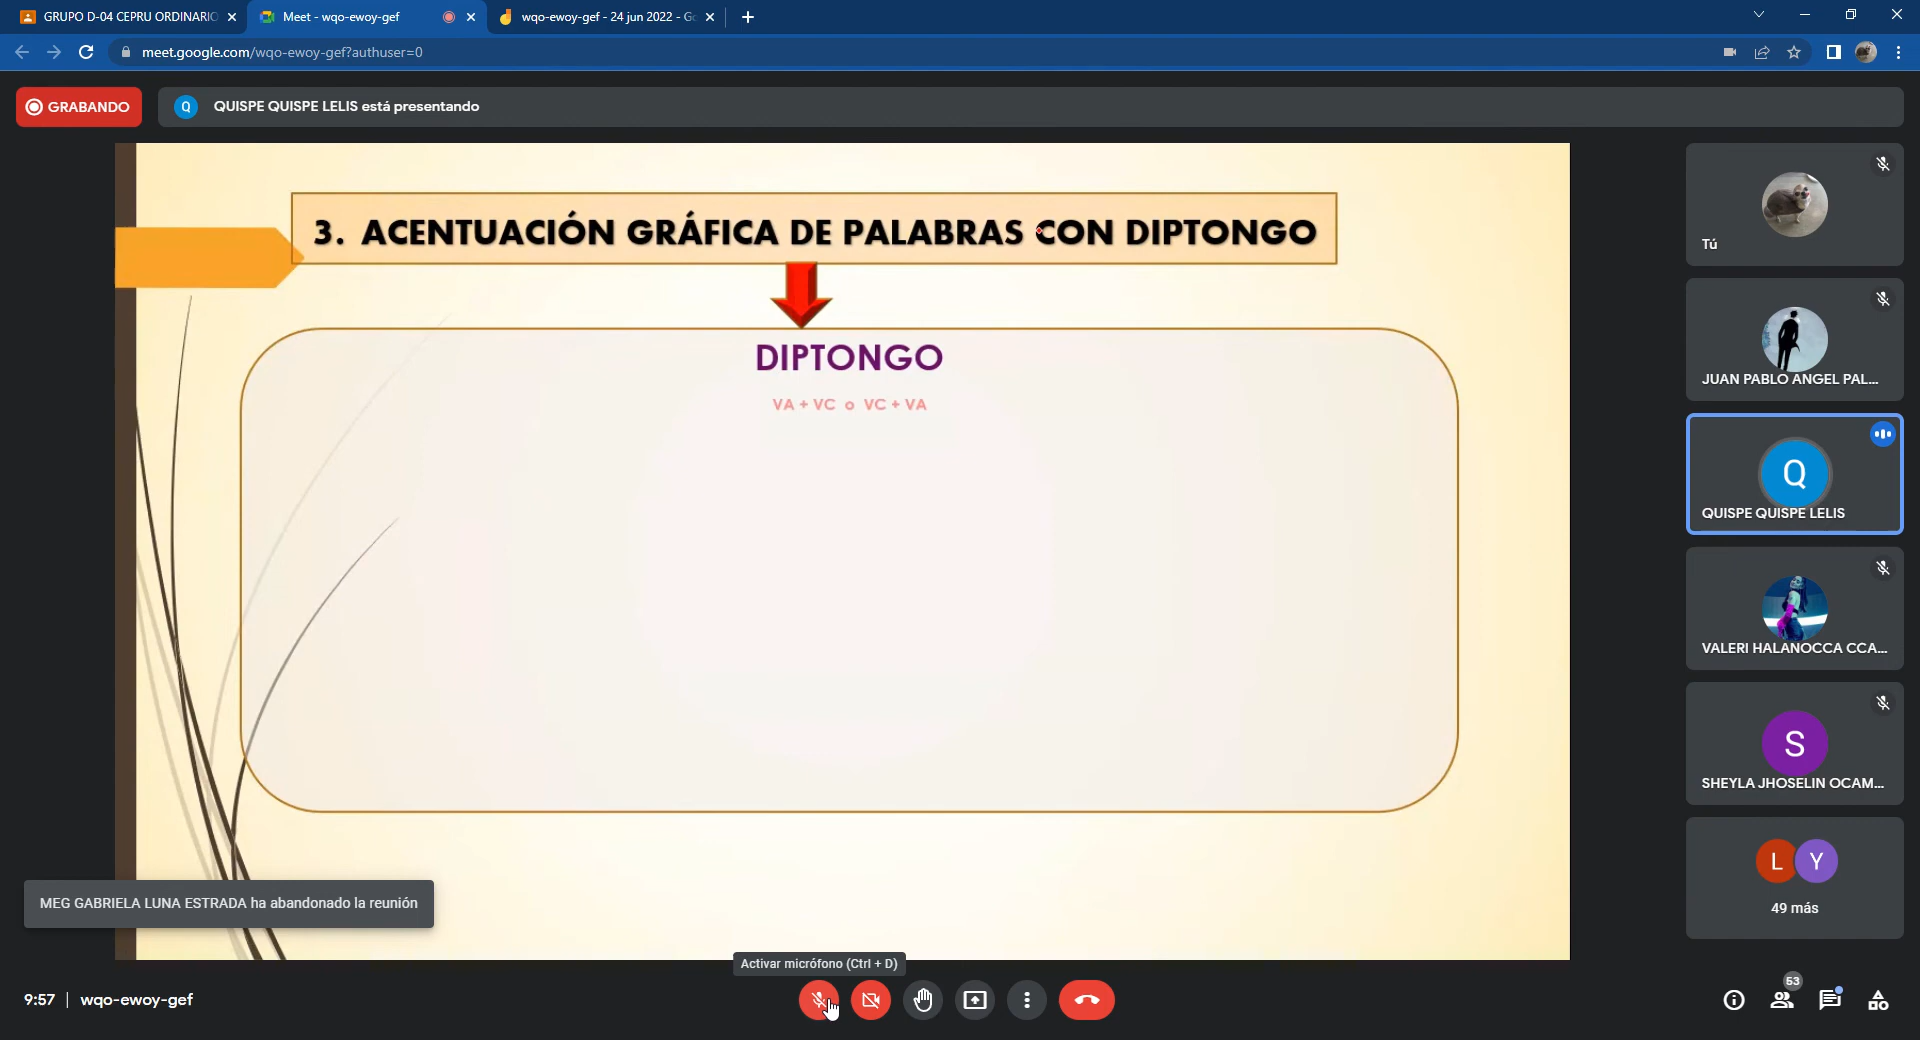 GRUPO D-04 CEPRU ORDINARIO
Meet - wqo-ewoy-gef
wqo-ewoy-gef - 24 jun 2022 - Go
meet.google.com/wqo-ewoy-gef?authuser=0
GRABANDO
Q
QUISPE QUISPE LELIS está presentando
3. ACENTUACIÓN GRÁFICA DE PALABRAS CON DIPTONGO
DIPTONGO
VA + VC o VC + VA
Tú
JUAN PABLO ANGEL PAL...
Q
QUISPE QUISPE LELIS
VALERI HALANOCCA CCA...
S
SHEYLA JHOSELIN OCAM...
L Y
49 más
MEG GABRIELA LUNA ESTRADA ha abandonado la reunión
Activar micrófono (Ctrl + D)
9:57 | wqo-ewoy-gef
53